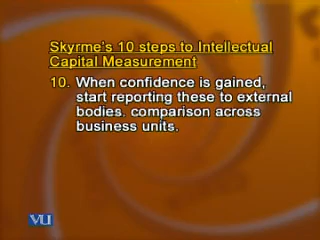 Skyrme's 10 steps to Intellectual
Capital Measurement
10. When confidence is gained,
start reporting these to external
bodies. comparison across
business units.
VU